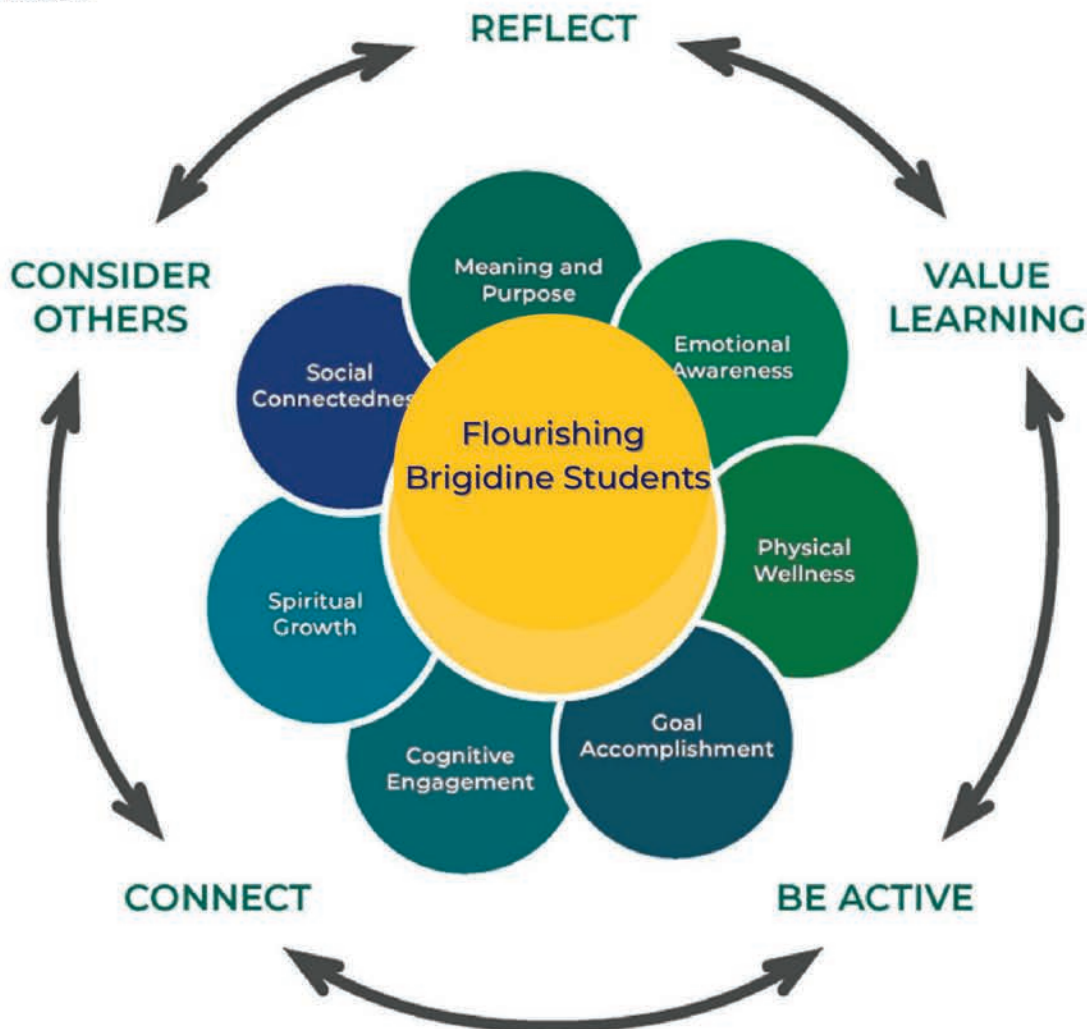 REFLECT
CONSIDER
OTHERS
VALUE
LEARNING
Meaning and
Purpose
Emotional
Awareness
Social
Connectednes
Flourishing
Brigidine Students
Physical
Wellness
Spiritual
Growth
Goal
Accomplishment
Cognitive
Engagement
CONNECT
BE ACTIVE